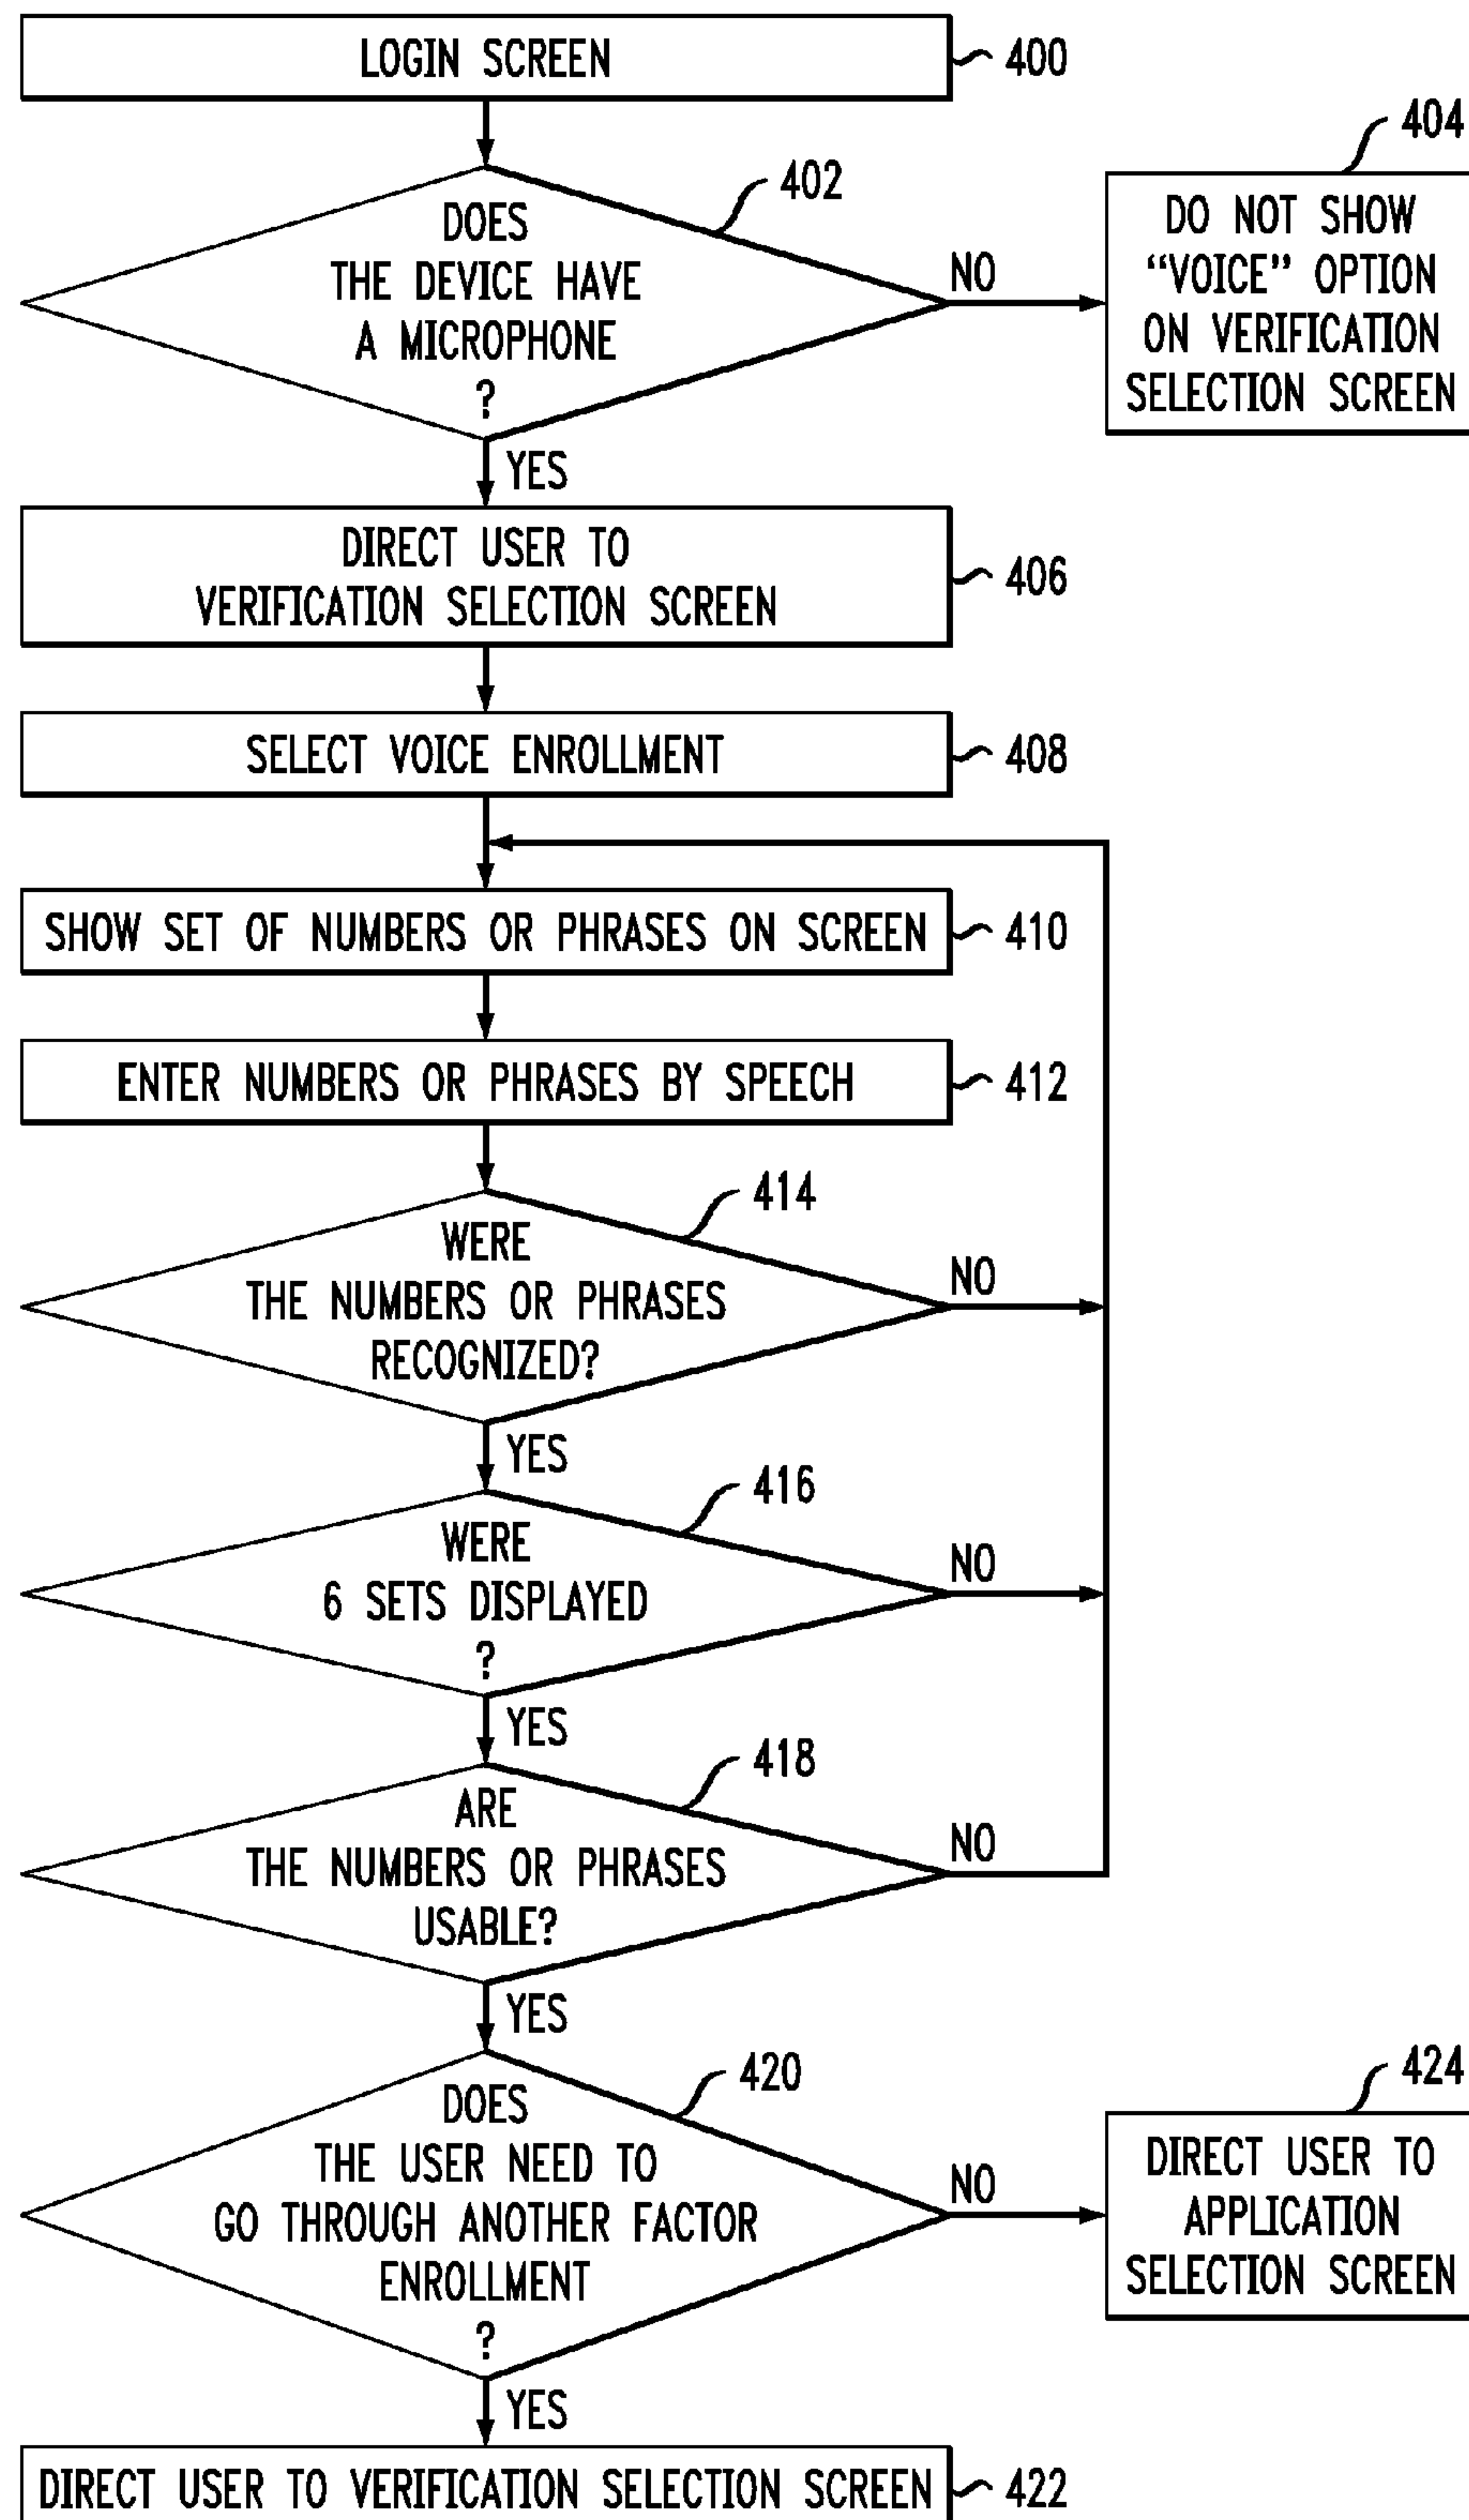 LOGIN SCREEN
400
402
DOES
THE DEVICE HAVE
A MICROPHONE
?
NO
404
DO NOT SHOW
“VOICE” OPTION
ON VERIFICATION
SELECTION SCREEN
YES
DIRECT USER TO
VERIFICATION SELECTION SCREEN
406
SELECT VOICE ENROLLMENT
408
SHOW SET OF NUMBERS OR PHRASES ON SCREEN
410
ENTER NUMBERS OR PHRASES BY SPEECH
412
414
WERE
THE NUMBERS OR PHRASES
RECOGNIZED?
NO
YES
416
WERE
6 SETS DISPLAYED
?
NO
YES
418
ARE
THE NUMBERS OR PHRASES
USABLE?
NO
YES
420
DOES
THE USER NEED TO
GO THROUGH ANOTHER FACTOR
ENROLLMENT
?
NO
424
DIRECT USER TO
APPLICATION
SELECTION SCREEN
YES
DIRECT USER TO VERIFICATION SELECTION SCREEN
422